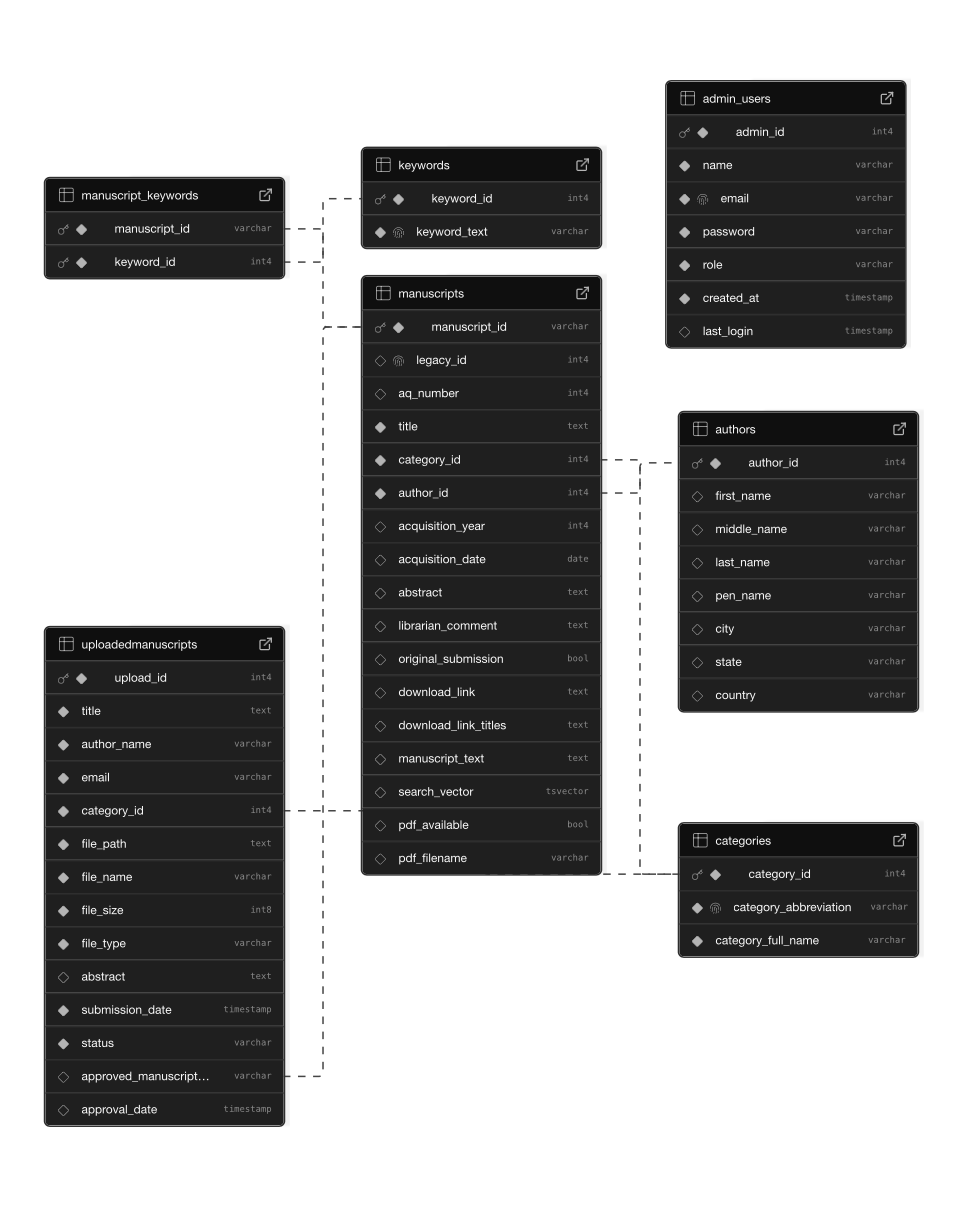 admin_users
admin_id int4
name varchar
email varchar
password varchar
role varchar
created_at timestamp
last_login timestamp
keywords
keyword_id int4
keyword_text varchar
manuscript_keywords
manuscript_id varchar
keyword_id int4
manuscripts
manuscript_id varchar
legacy_id int4
aq_number int4
title text
category_id int4
author_id int4
acquisition_year int4
acquisition_date date
abstract text
librarian_comment text
original_submission bool
download_link text
download_link_titles text
manuscript_text text
search_vector tsvector
pdf_available bool
pdf_filename varchar
authors
author_id int4
first_name varchar
middle_name varchar
last_name varchar
pen_name varchar
city varchar
state varchar
country varchar
uploadedmanuscripts
upload_id int4
title text
author_name varchar
email varchar
category_id int4
file_path text
file_name varchar
file_size int8
file_type varchar
abstract text
submission_date timestamp
status varchar
approved_manuscript... varchar
approval_date timestamp
categories
category_id int4
category_abbreviation varchar
category_full_name varchar